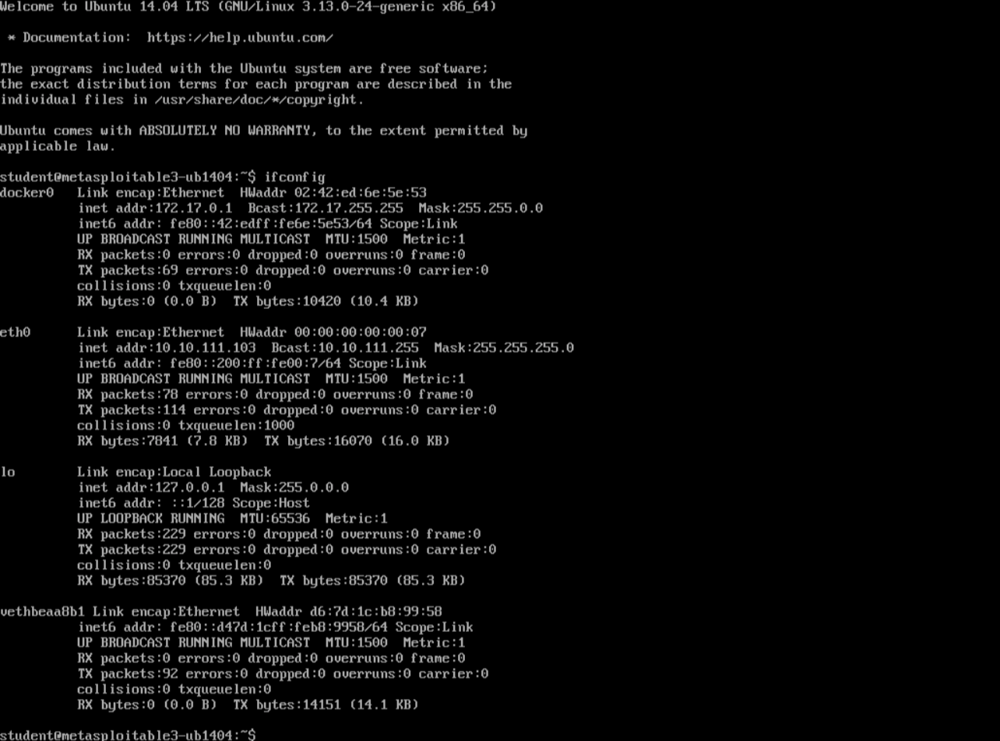 Welcome to Ubuntu 14.04 LTS (GNU/Linux 3.13.0-24-generic x86_64)
* Documentation:  https://help.ubuntu.com/
The programs included with the Ubuntu system are free software;
the exact distribution terms for each program are described in the
individual files in /usr/share/doc/*/copyright.
Ubuntu comes with ABSOLUTELY NO WARRANTY, to the extent permitted by
applicable law.
student@metasploitable3-ub1404:~$ ifconfig
docker0   Link encap:Ethernet  HWaddr 02:42:ed:6e:5e:53
          inet addr:172.17.0.1  Bcast:172.17.255.255  Mask:255.255.0.0
          inet6 addr: fe80::42:edff:fe6e:5e53/64 Scope:Link
          UP BROADCAST RUNNING MULTICAST  MTU:1500  Metric:1
          RX packets:0 errors:0 dropped:0 overruns:0 frame:0
          TX packets:69 errors:0 dropped:0 overruns:0 carrier:0
          collisions:0 txqueuelen:0
          RX bytes:0 (0.0 B)  TX bytes:10420 (10.4 KB)
eth0      Link encap:Ethernet  HWaddr 00:00:00:00:00:07
          inet addr:10.10.111.103  Bcast:10.10.111.255  Mask:255.255.255.0
          inet6 addr: fe80::200:ff:fe00:7/64 Scope:Link
          UP BROADCAST RUNNING MULTICAST  MTU:1500  Metric:1
          RX packets:78 errors:0 dropped:0 overruns:0 frame:0
          TX packets:114 errors:0 dropped:0 overruns:0 carrier:0
          collisions:0 txqueuelen:1000
          RX bytes:7841 (7.8 KB)  TX bytes:16070 (16.0 KB)
lo        Link encap:Local Loopback
          inet addr:127.0.0.1  Mask:255.0.0.0
          inet6 addr: ::1/128 Scope:Host
          UP LOOPBACK RUNNING  MTU:65536  Metric:1
          RX packets:229 errors:0 dropped:0 overruns:0 frame:0
          TX packets:229 errors:0 dropped:0 overruns:0 carrier:0
          collisions:0 txqueuelen:0
          RX bytes:85370 (85.3 KB)  TX bytes:85370 (85.3 KB)
vethbeaa8b1 Link encap:Ethernet  HWaddr d6:7d:1c:b8:99:58
          inet6 addr: fe80::d47d:1cff:feb8:9958/64 Scope:Link
          UP BROADCAST RUNNING MULTICAST  MTU:1500  Metric:1
          RX packets:0 errors:0 dropped:0 overruns:0 frame:0
          TX packets:92 errors:0 dropped:0 overruns:0 carrier:0
          collisions:0 txqueuelen:0
          RX bytes:0 (0.0 B)  TX bytes:14151 (14.1 KB)
student@metasploitable3-ub1404:~$